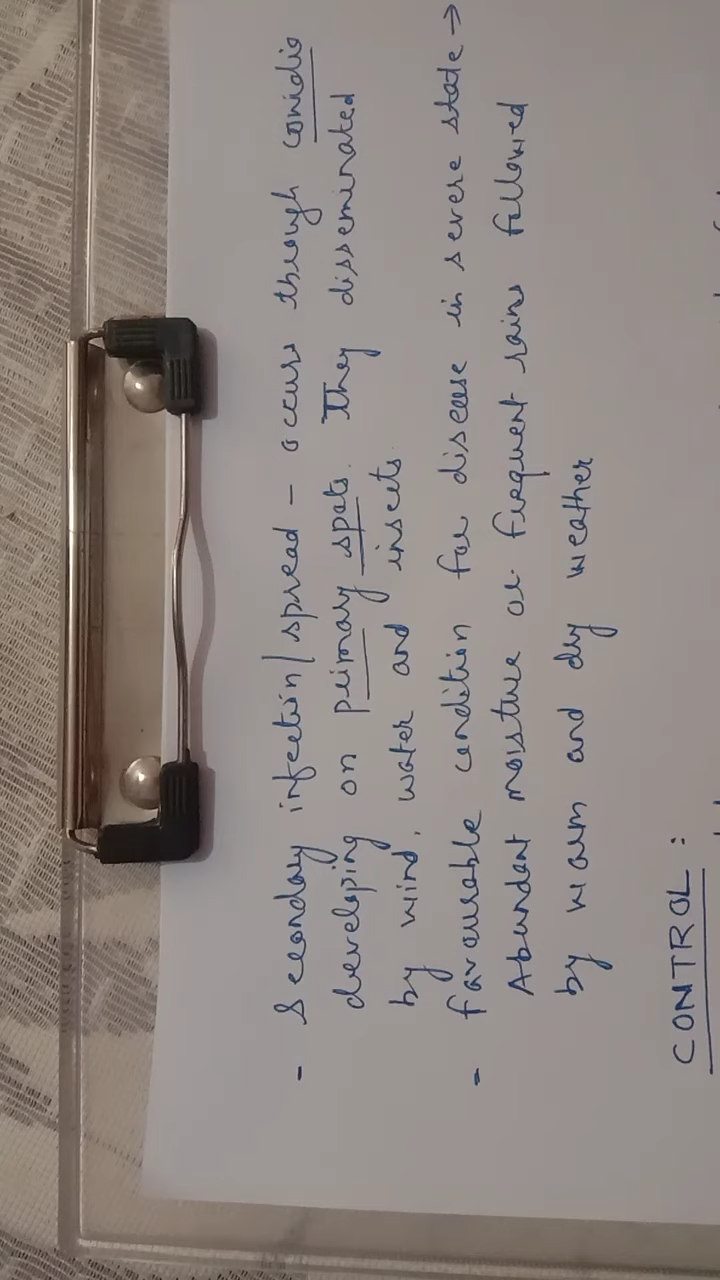 - Secondary infection/spread - occurs through conidia
developing on primary spots. They disseminated
by wind, water and insects.
- favourable condition for disease in severe state →
Abundant moisture or frequent rains followed
by warm and dry weather
CONTROL :